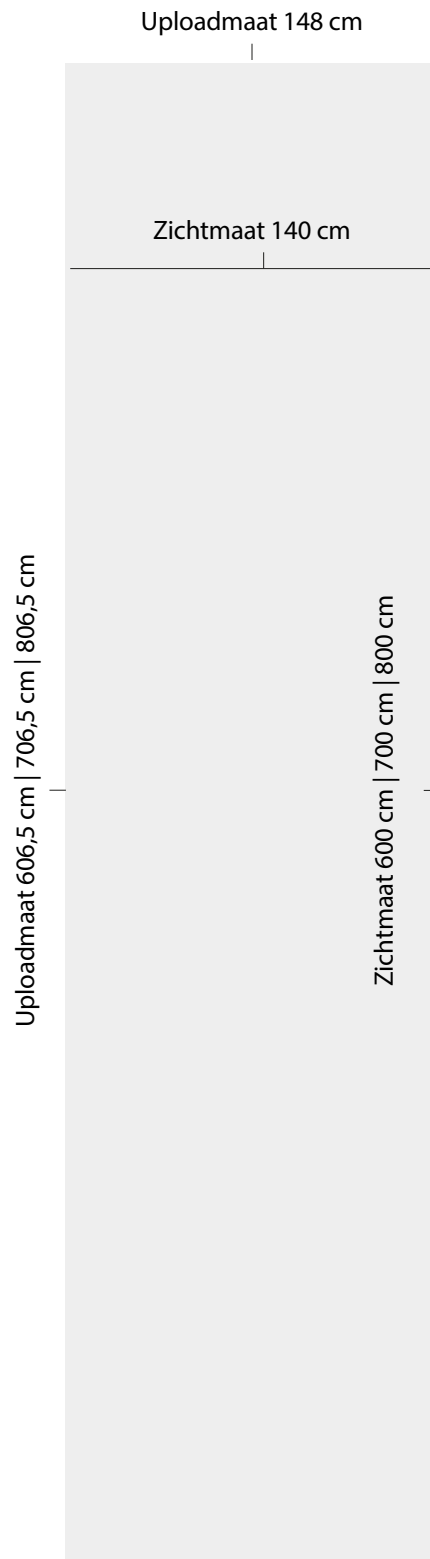 Uploadmaat 148 cm
Zichtmaat 140 cm
Uploadmaat 606,5 cm | 706,5 cm | 806,5 cm
Zichtmaat 600 cm | 700 cm | 800 cm